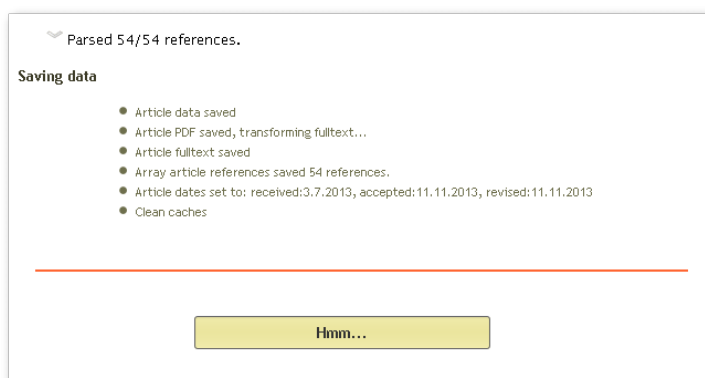 Parsed 54/54 references.
Saving data
Article data saved
Article PDF saved, transforming fulltext...
Article fulltext saved
Array article references saved 54 references.
Article dates set to: received:3.7.2013, accepted:11.11.2013, revised:11.11.2013
Clean caches
Hmm...